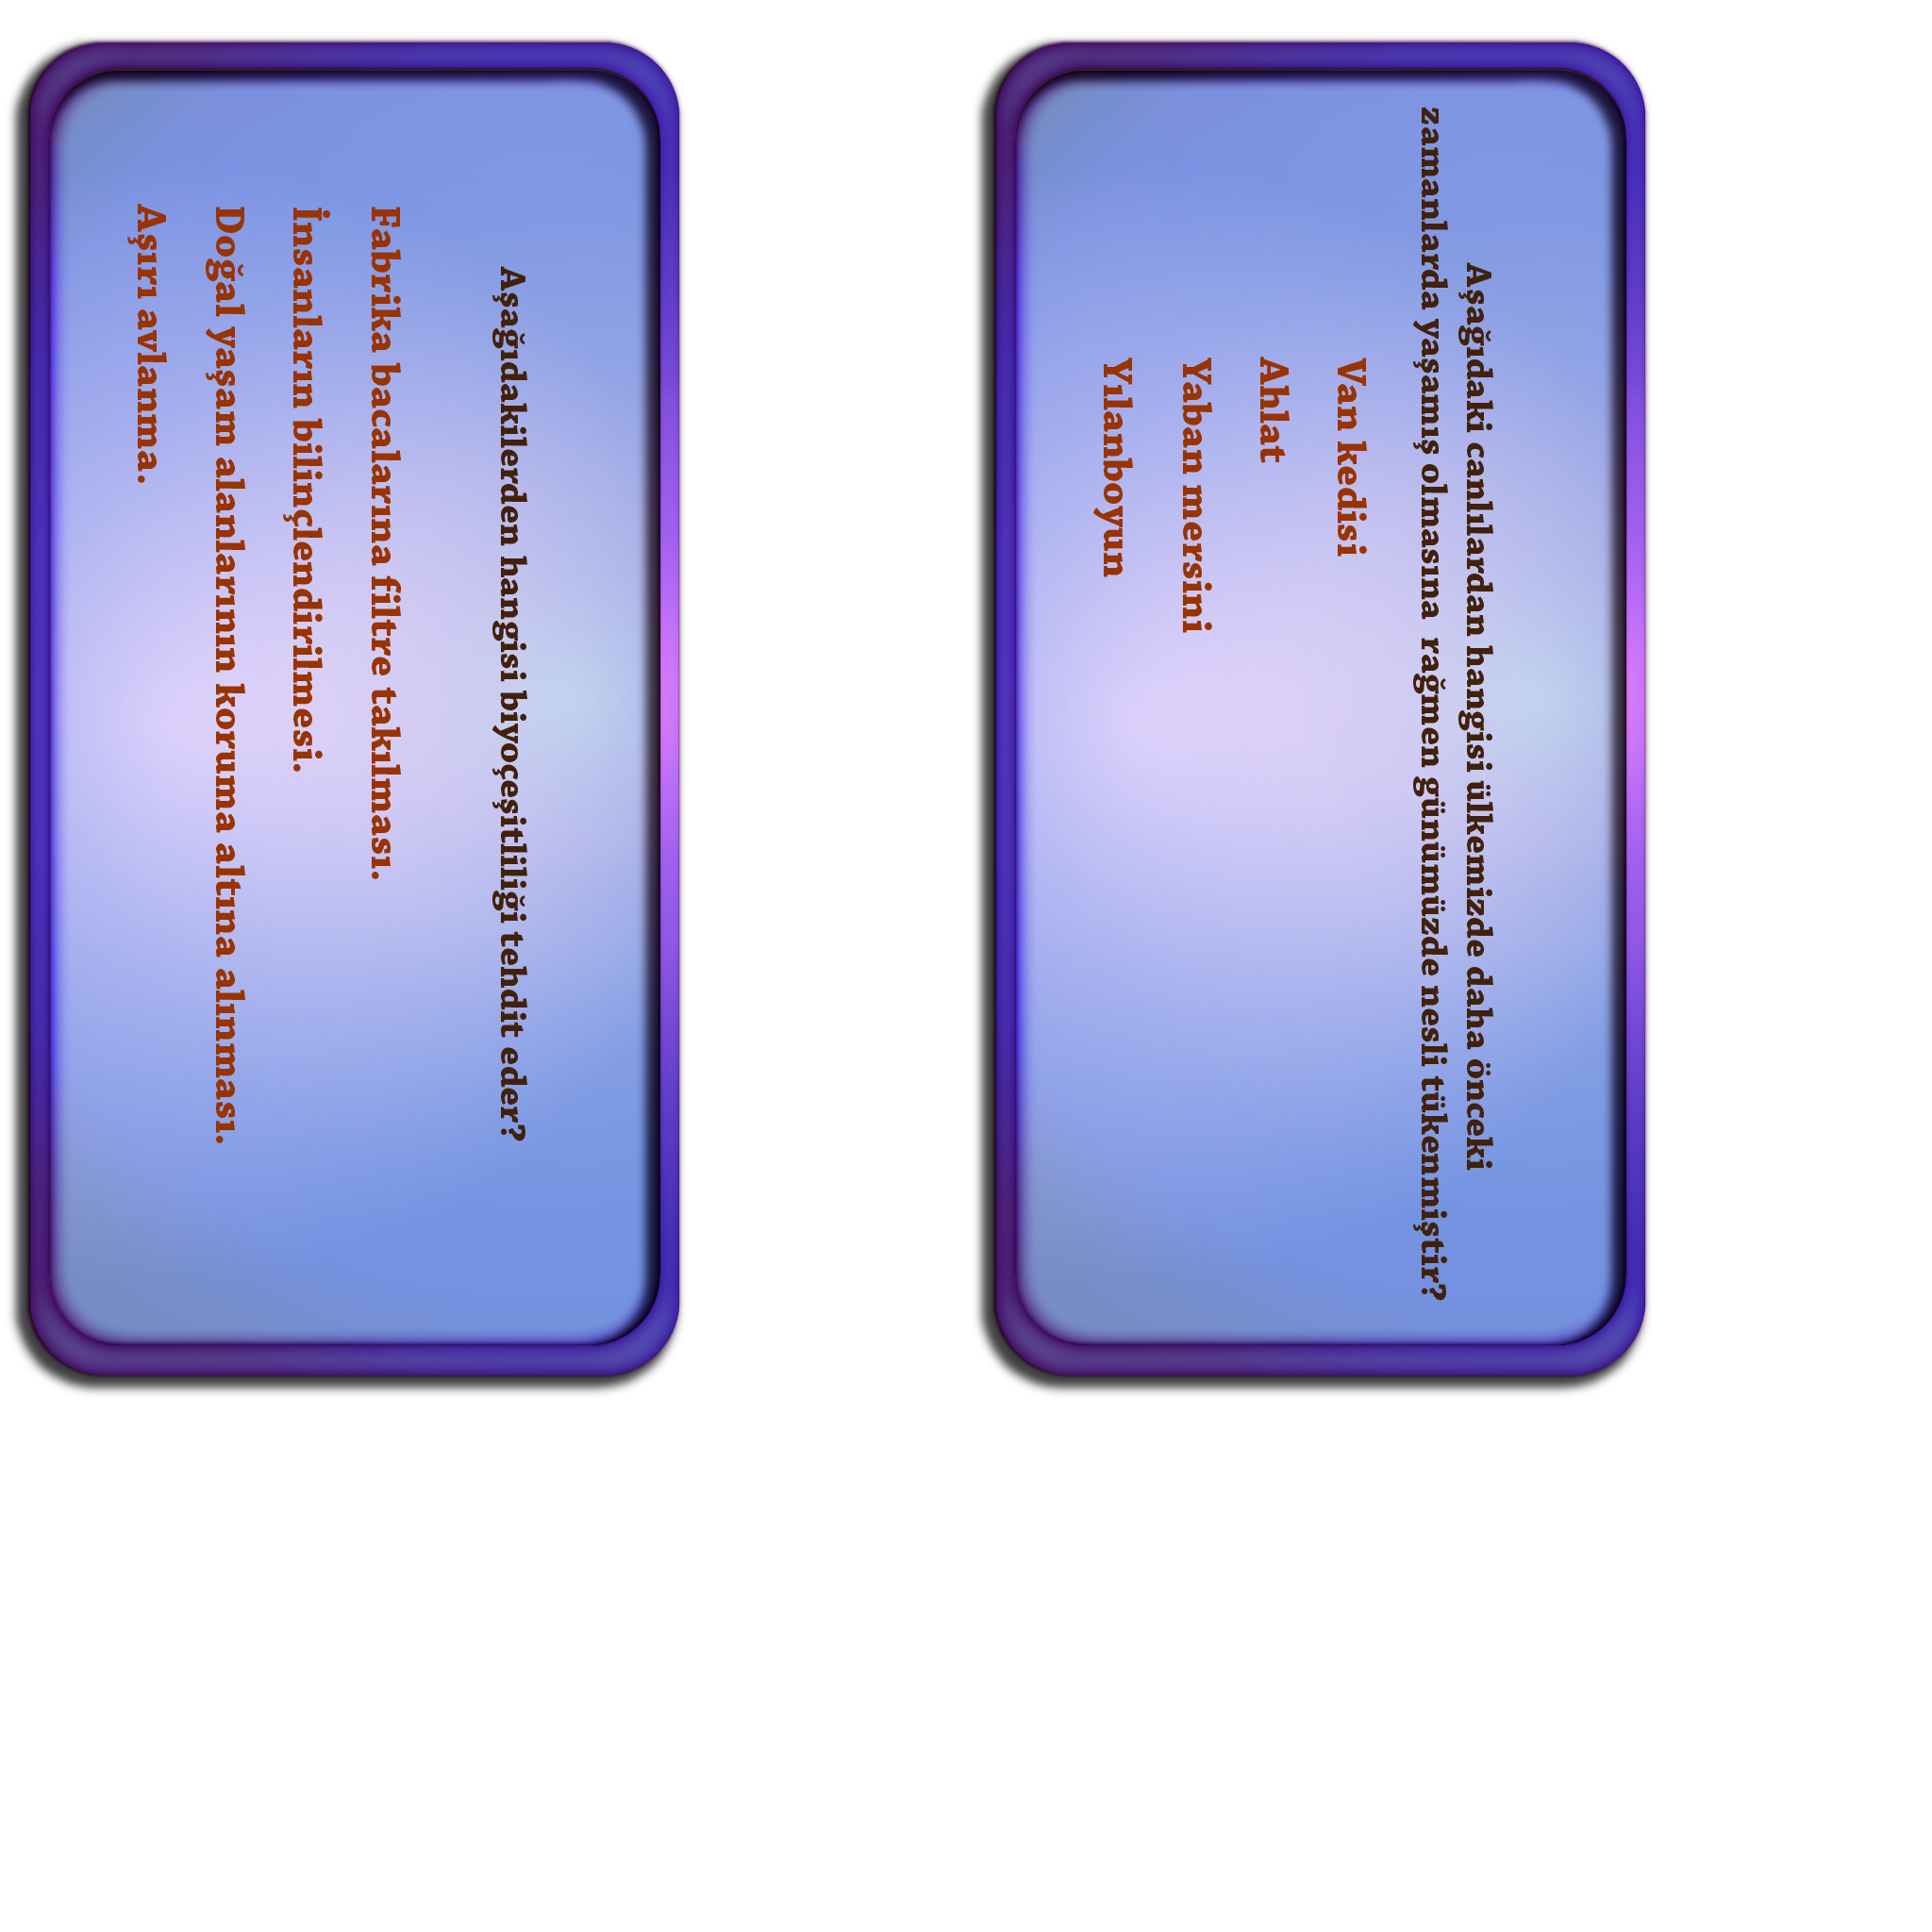 Aşağıdaki canlılardan hangisi ülkemizde daha önceki
zamanlarda yaşamış olmasına rağmen günümüzde nesli tükenmiştir?
Van kedisi
Ahlat
Yaban mersini
Yılanboyun
Aşağıdakilerden hangisi biyoçeşitliliği tehdit eder?
Fabrika bacalarına filtre takılması.
İnsanların bilinçlendirilmesi.
Doğal yaşam alanlarının koruma altına alınması.
Aşırı avlanma.